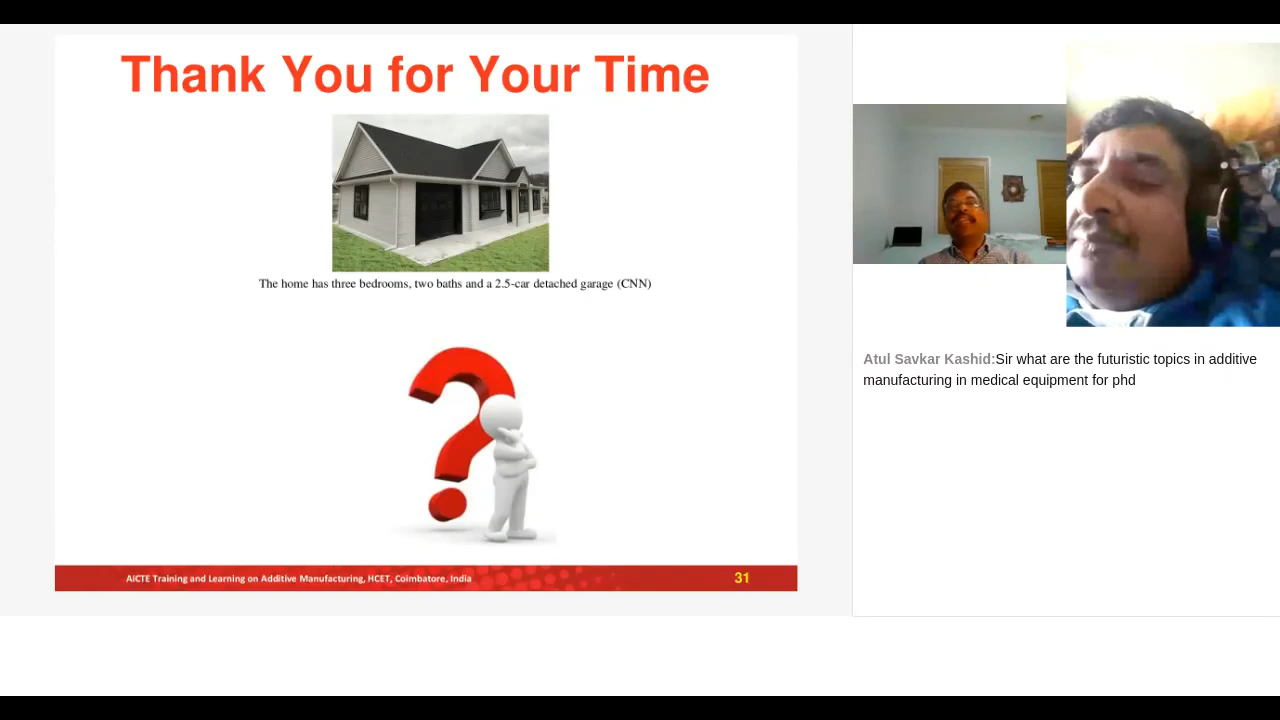 Thank You for Your Time
The home has three bedrooms, two baths and a 2.5-car detached garage (CNN)
AICTE Training and Learning on Additive Manufacturing, HCET, Coimbatore, India
31
Atul Savkar Kashid:Sir what are the futuristic topics in additive
manufacturing in medical equipment for phd